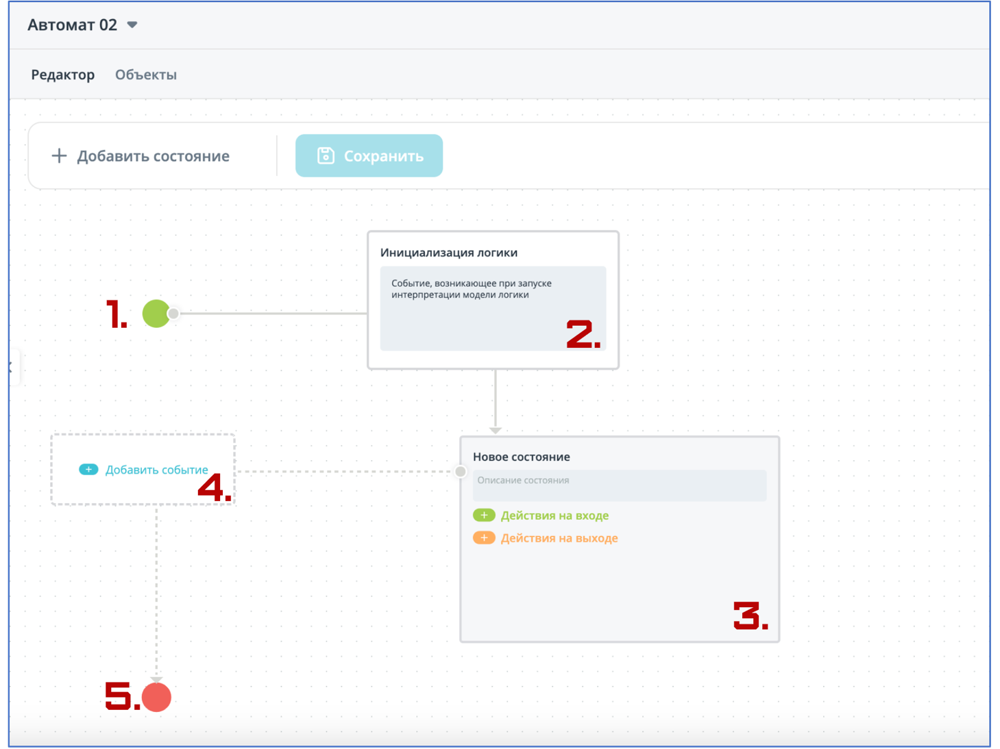 Автомат 02
Редактор Объекты
Добавить состояние Сохранить
Инициализация логики
Событие, возникающее при запуске
интерпретации модели логики
1.
2.
Новое состояние
Описание состояния
Добавить событие
4.
Действия на входе
Действия на выходе
3.
5.